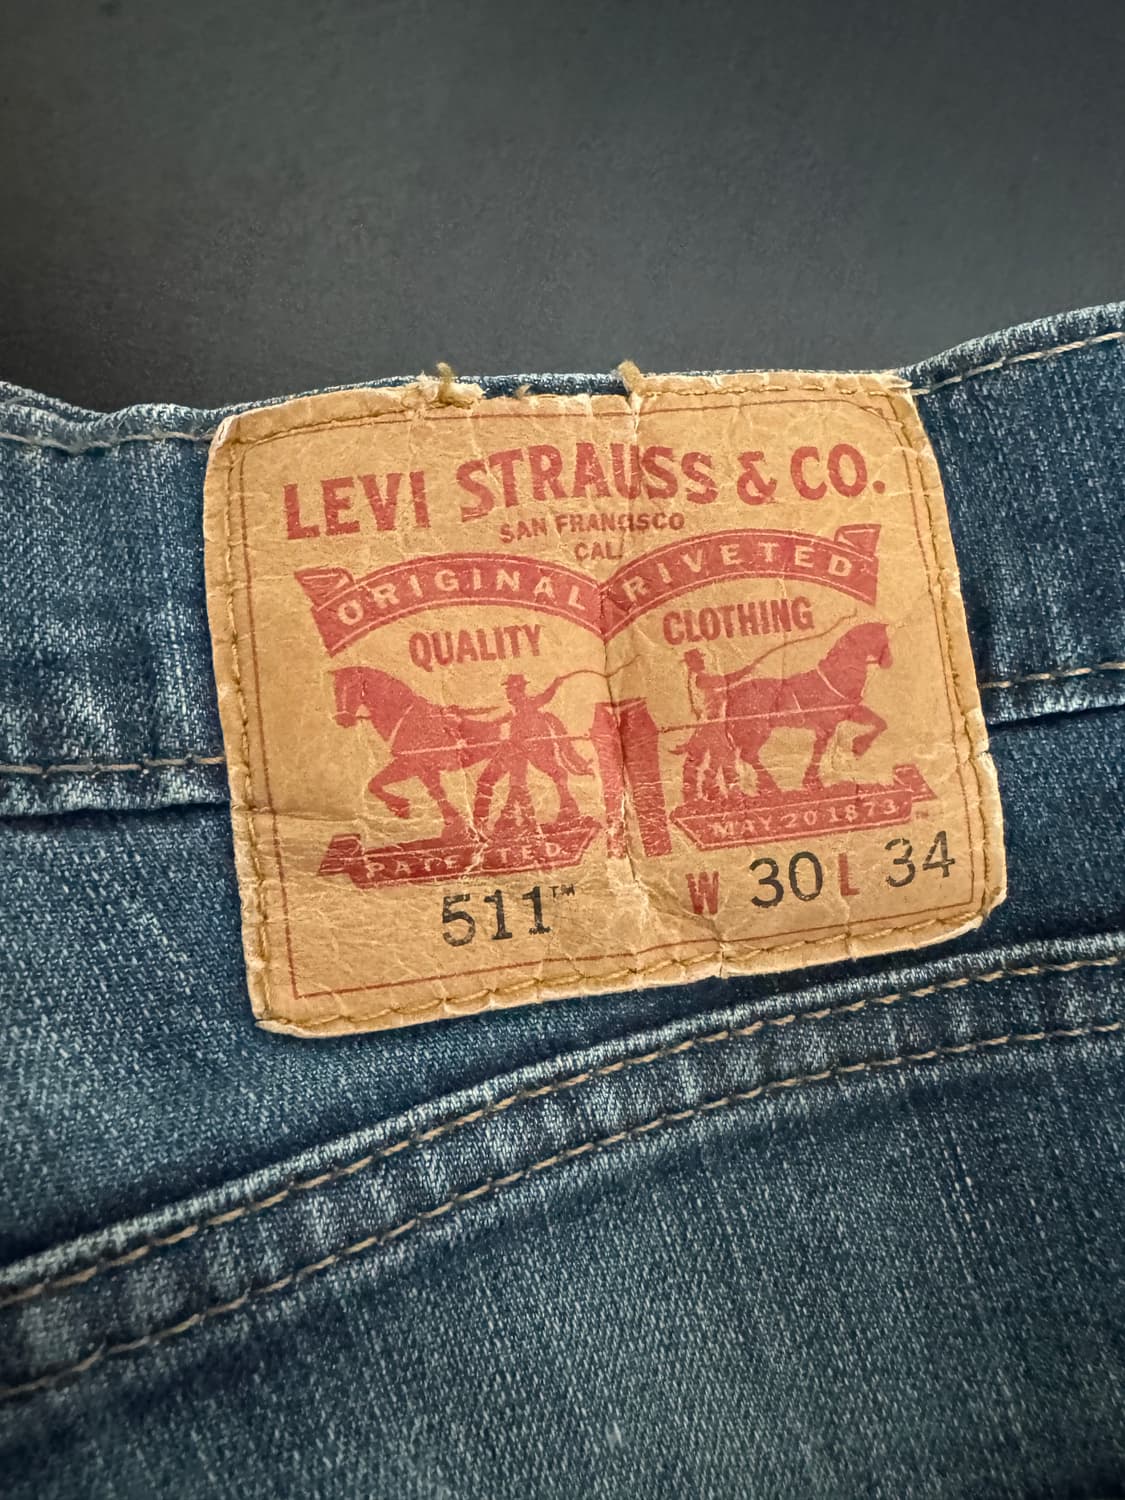 LEVI STRAUSS & CO.
SAN FRANCISCO
CAL.
ORIGINAL RIVETED
QUALITY CLOTHING
PATENTED MAY 20 1873
511™ W 30 L 34